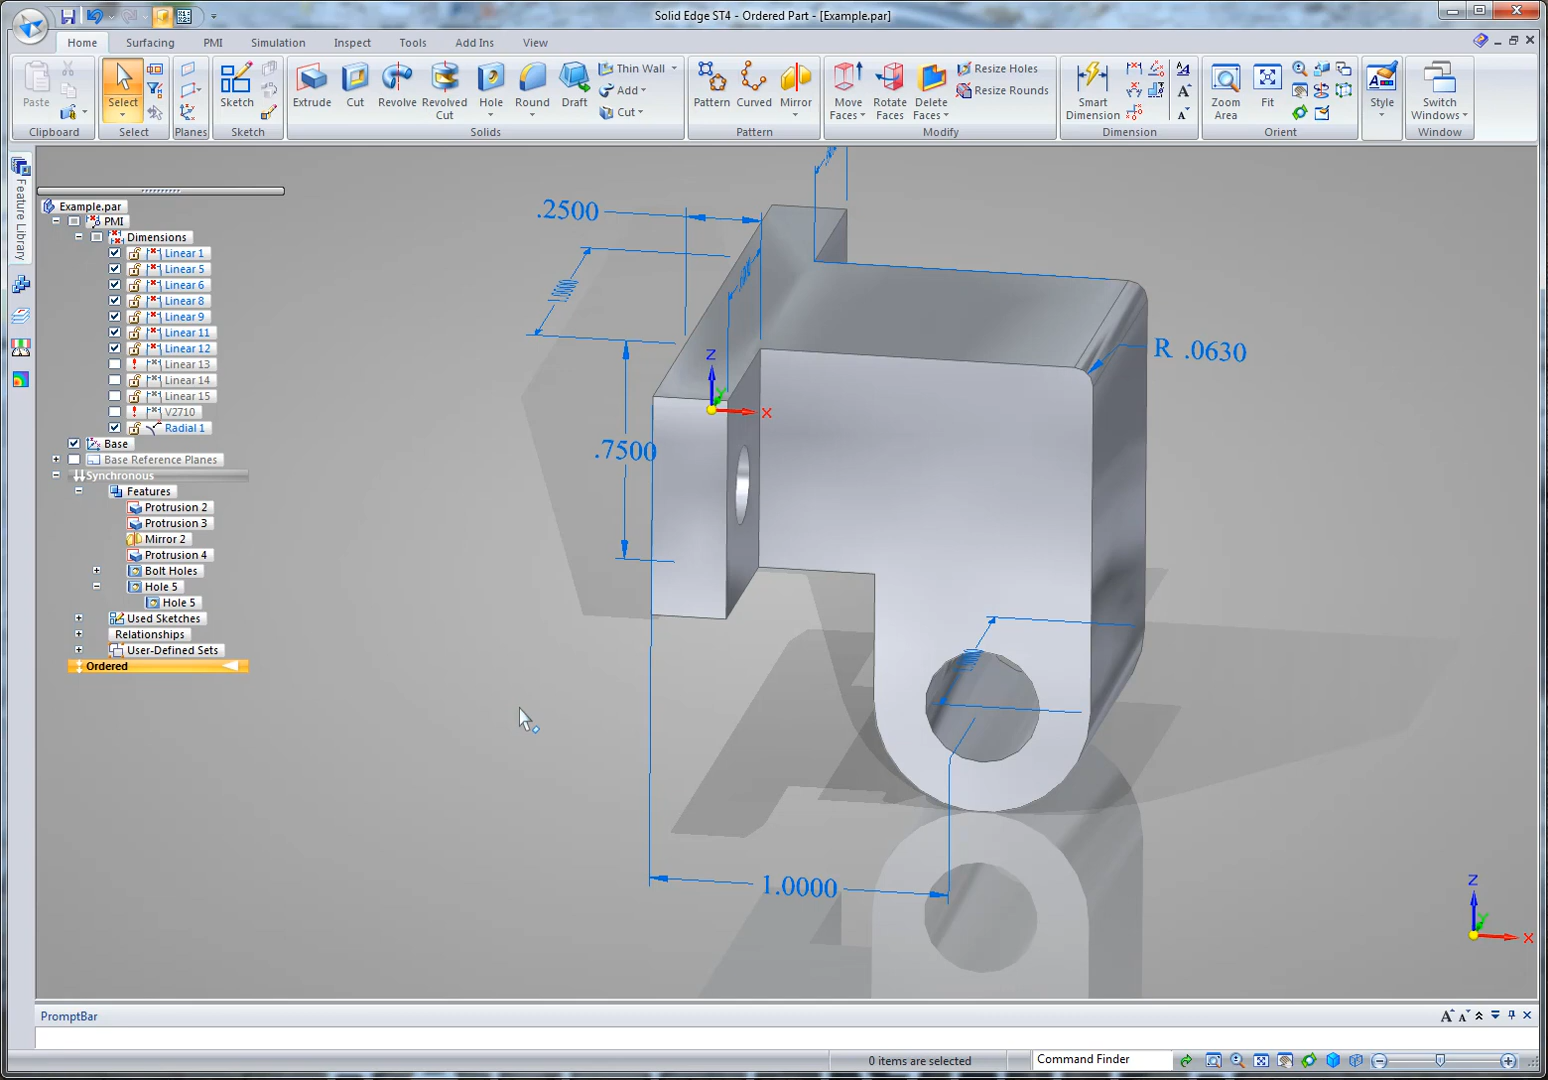 Solid Edge ST4 - Ordered Part - [Example.par]
Home Surfacing PMI Simulation Inspect Tools Add Ins View
Paste
Clipboard
Select
Select
Planes
Sketch
Sketch
Extrude Cut Revolve Revolved Cut Hole Round Draft
Thin Wall
Add
Cut
Solids
Pattern Curved Mirror
Pattern
Move Faces Rotate Faces Delete Faces
Resize Holes
Resize Rounds
Modify
Smart Dimension
Dimension
Zoom Area Fit
Orient
Style
Switch Windows
Window
Feature Library
Example.par
PMI
Dimensions
Linear 1
Linear 5
Linear 6
Linear 8
Linear 9
Linear 11
Linear 12
Linear 13
Linear 14
Linear 15
V2710
Radial 1
Base
Base Reference Planes
Synchronous
Features
Protrusion 2
Protrusion 3
Mirror 2
Protrusion 4
Bolt Holes
Hole 5
Hole 5
Used Sketches
Relationships
User-Defined Sets
Ordered
.2500
R .0630
Z
X
.7500
1.0000
Z
Y
X
PromptBar
0 items are selected
Command Finder